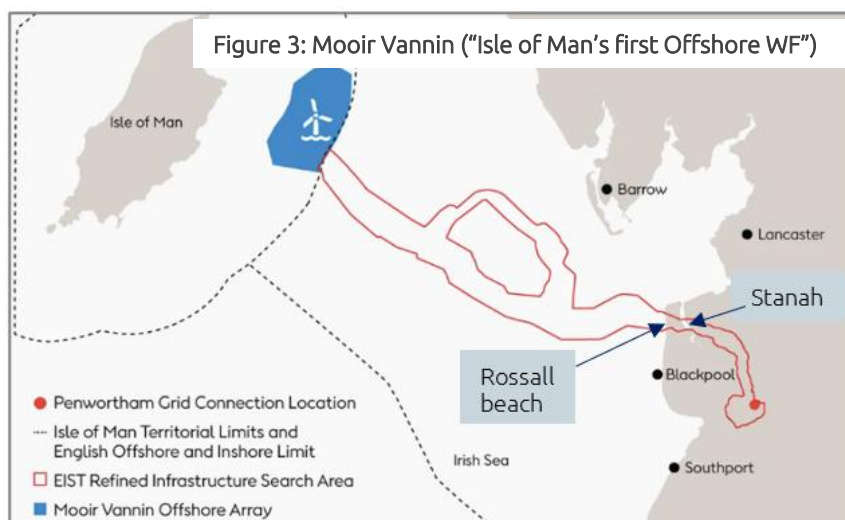 Figure 3: Mooir Vannin (“Isle of Man’s first Offshore WF”)
Isle of Man
Barrow
Lancaster
Stanah
Rossall
beach
Blackpool
Penwortham Grid Connection Location
Isle of Man Territorial Limits and
English Offshore and Inshore Limit
Irish Sea
EIST Refined Infrastructure Search Area
Southport
Mooir Vannin Offshore Array